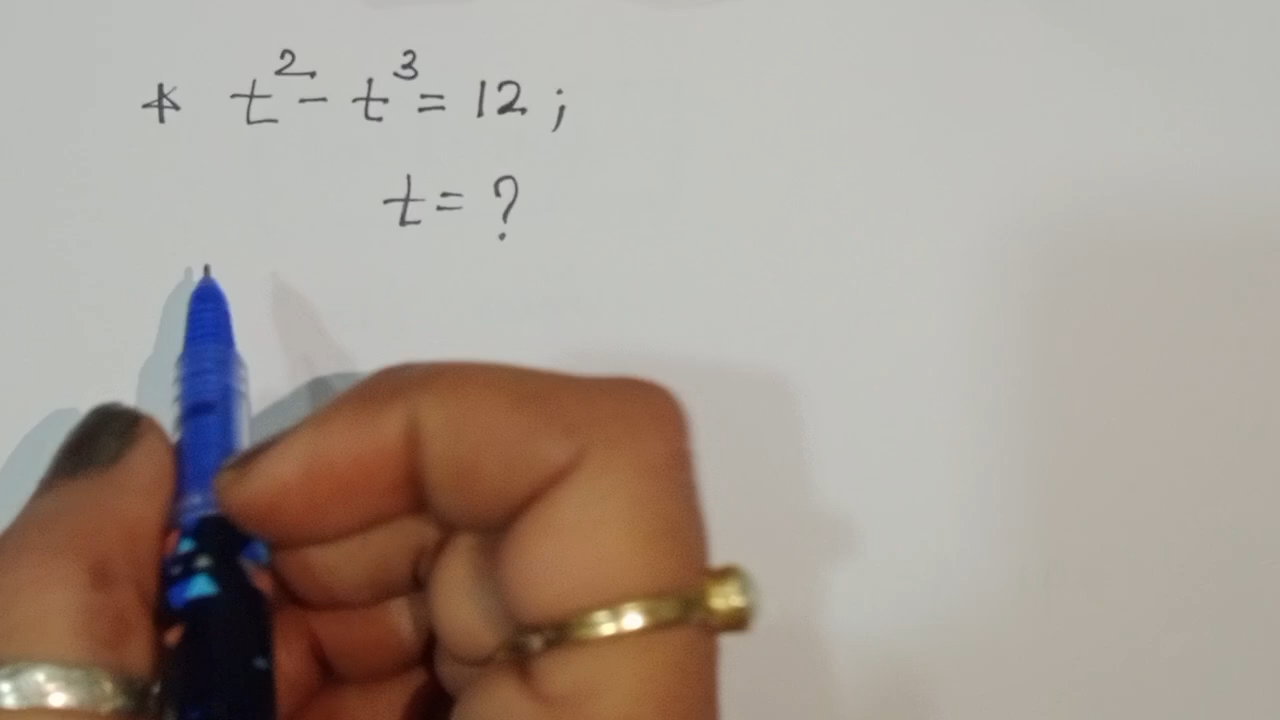 * t² - t³ = 12 ;
t = ?